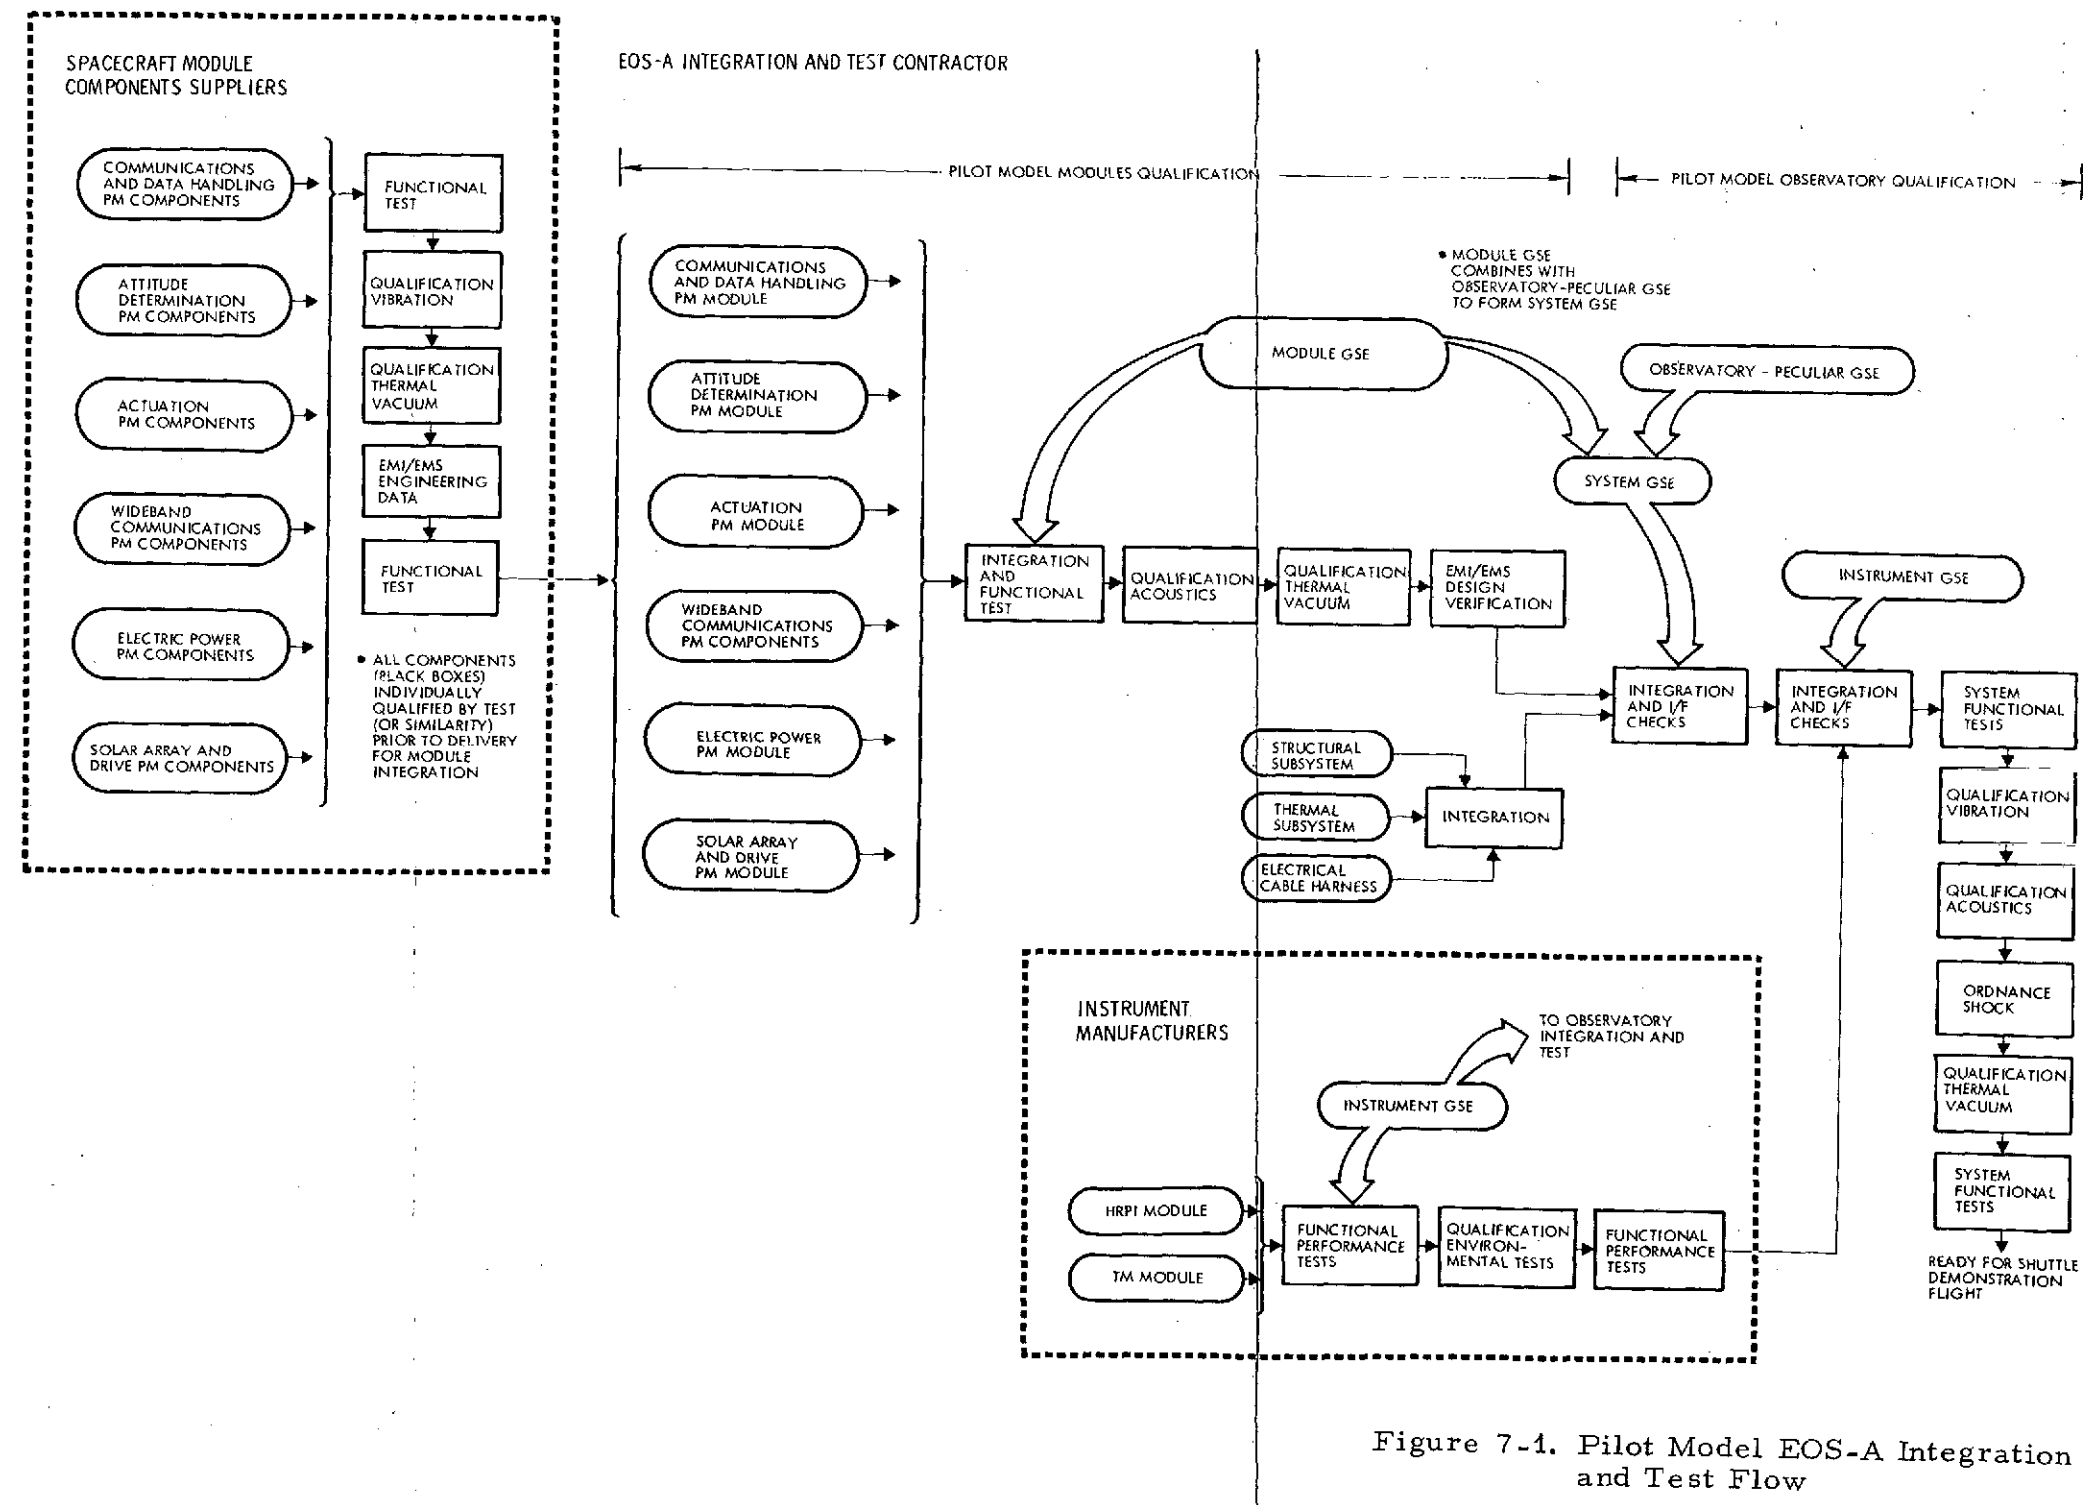 SPACECRAFT MODULE
COMPONENTS SUPPLIERS
COMMUNICATIONS
AND DATA HANDLING
PM COMPONENTS
ATTITUDE
DETERMINATION
PM COMPONENTS
ACTUATION
PM COMPONENTS
WIDEBAND
COMMUNICATIONS
PM COMPONENTS
ELECTRIC POWER
PM COMPONENTS
SOLAR ARRAY AND
DRIVE PM COMPONENTS
FUNCTIONAL
TEST
QUALIFICATION
VIBRATION
QUALIFICATION
THERMAL
VACUUM
EMI/EMS
ENGINEERING
DATA
FUNCTIONAL
TEST
• ALL COMPONENTS
(BLACK BOXES)
INDIVIDUALLY
QUALIFIED BY TEST
(OR SIMILARITY)
PRIOR TO DELIVERY
FOR MODULE
INTEGRATION
EOS-A INTEGRATION AND TEST CONTRACTOR
PILOT MODEL MODULES QUALIFICATION
PILOT MODEL OBSERVATORY QUALIFICATION
COMMUNICATIONS
AND DATA HANDLING
PM MODULE
ATTITUDE
DETERMINATION
PM MODULE
ACTUATION
PM MODULE
WIDEBAND
COMMUNICATIONS
PM COMPONENTS
ELECTRIC POWER
PM MODULE
SOLAR ARRAY
AND DRIVE
PM MODULE
• MODULE GSE
COMBINES WITH
OBSERVATORY-PECULIAR GSE
TO FORM SYSTEM GSE
MODULE GSE
OBSERVATORY - PECULIAR GSE
SYSTEM GSE
INTEGRATION
AND
FUNCTIONAL
TEST
QUALIFICATION
ACOUSTICS
QUALIFICATION
THERMAL
VACUUM
EMI/EMS
DESIGN
VERIFICATION
INSTRUMENT GSE
STRUCTURAL
SUBSYSTEM
THERMAL
SUBSYSTEM
ELECTRICAL
CABLE HARNESS
INTEGRATION
INTEGRATION
AND I/F
CHECKS
INTEGRATION
AND I/F
CHECKS
SYSTEM
FUNCTIONAL
TESTS
QUALIFICATION
VIBRATION
QUALIFICATION
ACOUSTICS
ORDNANCE
SHOCK
QUALIFICATION
THERMAL
VACUUM
SYSTEM
FUNCTIONAL
TESTS
READY FOR SHUTTLE
DEMONSTRATION
FLIGHT
INSTRUMENT
MANUFACTURERS
TO OBSERVATORY
INTEGRATION AND
TEST
INSTRUMENT GSE
HRPI MODULE
TM MODULE
FUNCTIONAL
PERFORMANCE
TESTS
QUALIFICATION
ENVIRON-
MENTAL TESTS
FUNCTIONAL
PERFORMANCE
TESTS
Figure 7-1. Pilot Model EOS-A Integration
and Test Flow